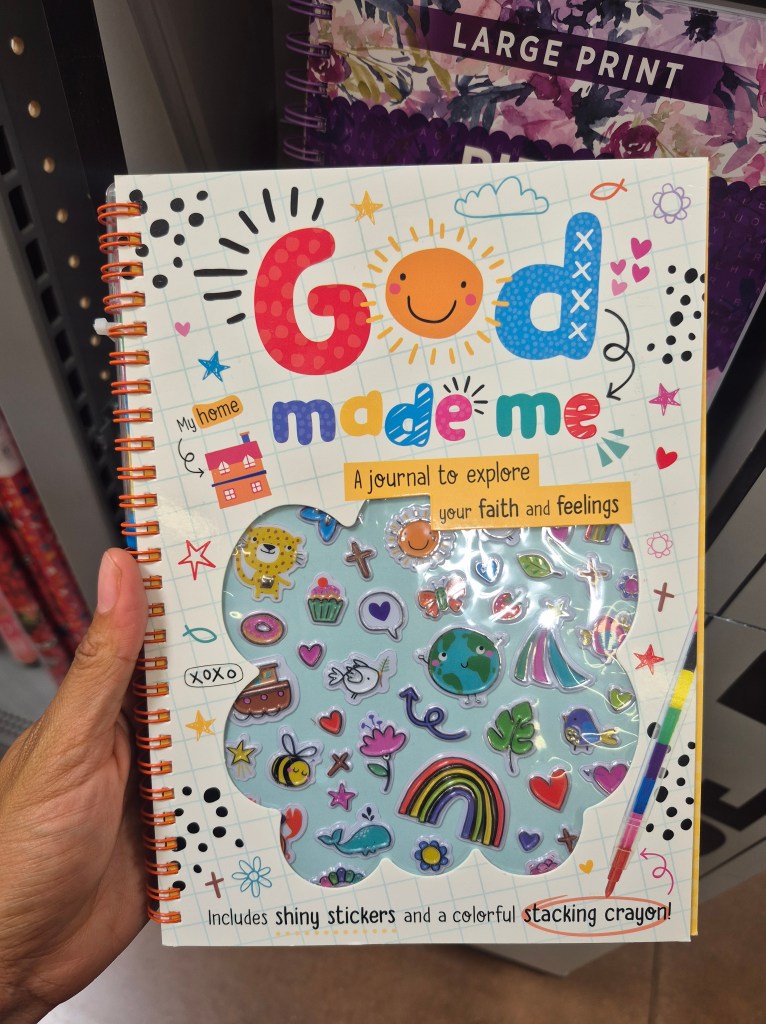 LARGE PRINT
God
made me
My home
A journal to explore
your faith and feelings
XOXO
Includes shiny stickers and a colorful stacking crayon!